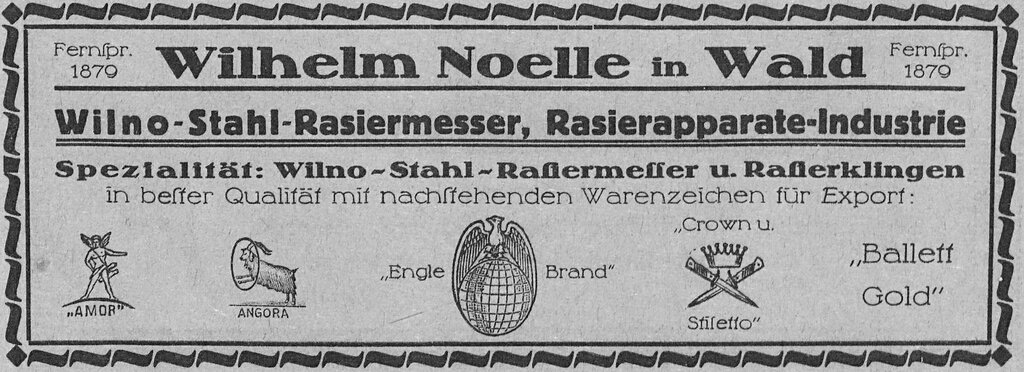 Fernſpr. 1879
Wilhelm Noelle in Wald
Fernſpr. 1879
Wilno-Stahl-Rasiermesser, Rasierapparate-Industrie
Spezialität: Wilno-Stahl-Raſiermeſſer u. Raſierklingen
in beſter Qualität mit nachſtehenden Warenzeichen für Export:
„AMOR”
ANGORA
„Engle Brand”
„Crown u.
Stiletto”
„Ballett
Gold”